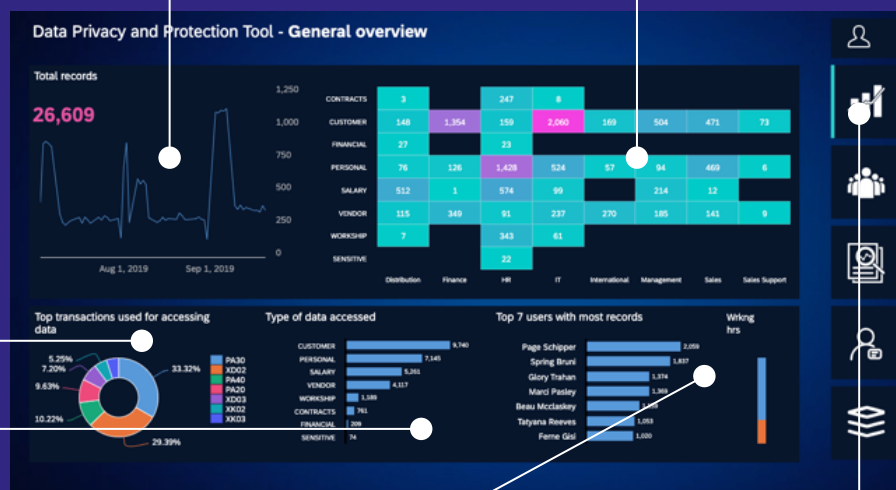 Data Privacy and Protection Tool - General overview
Total records
26,609
1,250
1,000
750
500
250
0
Aug 1, 2019 Sep 1, 2019
CONTRACTS 3 247 8
CUSTOMER 148 1,354 159 2,060 169 504 471 73
FINANCIAL 27 23
PERSONAL 76 126 1,428 524 57 94 469 6
SALARY 512 1 574 99 214 12
VENDOR 115 349 91 237 270 185 141 9
WORKSHIP 7 343 61
SENSITIVE 22
Distribution Finance HR IT International Management Sales Sales Support
Top transactions used for accessing
data
5.25%
7.20%
9.63%
10.22%
33.32%
29.39%
PA30
XD02
PA40
PA20
XD03
XK02
XK03
Type of data accessed
CUSTOMER 9,740
PERSONAL 7,145
SALARY 5,261
VENDOR 4,117
WORKSHIP 1,189
CONTRACTS 761
FINANCIAL 209
SENSITIVE 74
Top 7 users with most records
Page Schipper 2,059
Spring Bruni 1,837
Glory Trahan 1,374
Marci Pasley 1,369
Beau Mcclaskey
Tatyana Reeves 1,053
Ferne Gisi 1,020
Wrkng
hrs